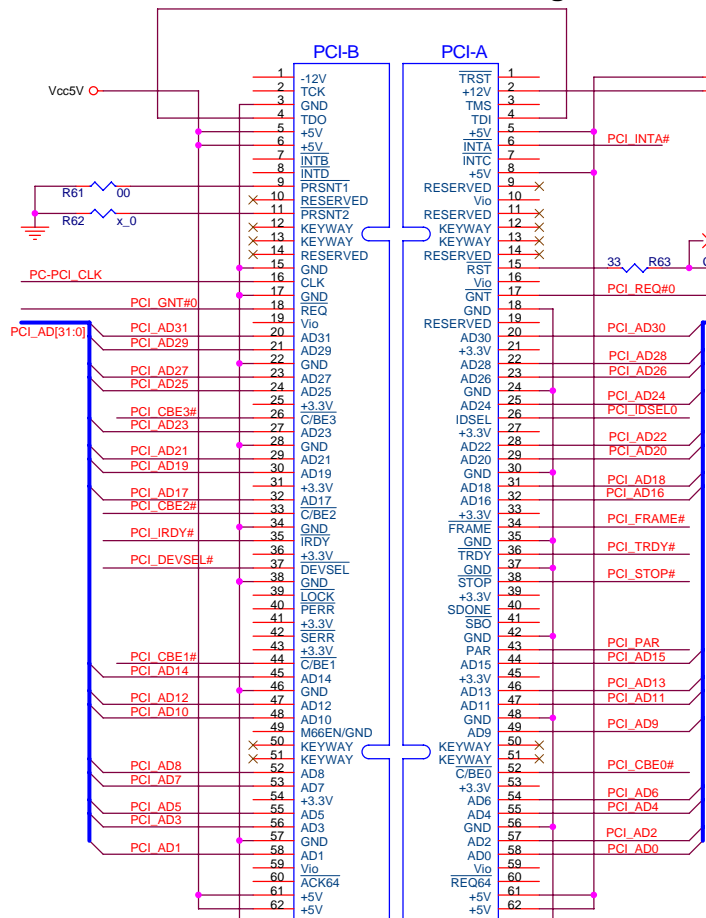 PCI-B PCI-A
1 -12V TRST 1
Vcc5V 2 TCK +12V 2
3 GND TMS 3
4 TDO TDI 4
5 +5V +5V 5
6 +5V INTA 6 PCI_INTA#
7 INTB INTC 7
8 INTD +5V 8
R61 00 9 PRSNT1 RESERVED 9
10 RESERVED Vio 10
R62 x_0 11 PRSNT2 RESERVED 11
12 KEYWAY KEYWAY 12
13 KEYWAY KEYWAY 13
14 RESERVED RESERVED 14
15 GND RST 15 33 R63
PC-PCI_CLK 16 CLK Vio 16
17 GND GNT 17 PCI_REQ#0
PCI_GNT#0 18 REQ GND 18
19 Vio RESERVED 19
PCI_AD[31:0] PCI_AD31 20 AD31 AD30 20 PCI_AD30
PCI_AD29 21 AD29 +3.3V 21
22 GND AD28 22 PCI_AD28
PCI_AD27 23 AD27 AD26 23 PCI_AD26
PCI_AD25 24 AD25 GND 24
25 +3.3V AD24 25 PCI_AD24
PCI_CBE3# 26 C/BE3 IDSEL 26 PCI_IDSEL0
PCI_AD23 27 AD23 +3.3V 27
28 GND AD22 28 PCI_AD22
PCI_AD21 29 AD21 AD20 29 PCI_AD20
PCI_AD19 30 AD19 GND 30
31 +3.3V AD18 31 PCI_AD18
PCI_AD17 32 AD17 AD16 32 PCI_AD16
PCI_CBE2# 33 C/BE2 +3.3V 33
34 GND FRAME 34 PCI_FRAME#
PCI_IRDY# 35 IRDY GND 35
36 +3.3V TRDY 36 PCI_TRDY#
PCI_DEVSEL# 37 DEVSEL GND 37
38 GND STOP 38 PCI_STOP#
39 LOCK +3.3V 39
40 PERR SDONE 40
41 +3.3V SBO 41
42 SERR GND 42
43 +3.3V PAR 43 PCI_PAR
PCI_CBE1# 44 C/BE1 AD15 44 PCI_AD15
PCI_AD14 45 AD14 +3.3V 45
46 GND AD13 46 PCI_AD13
PCI_AD12 47 AD12 AD11 47 PCI_AD11
PCI_AD10 48 AD10 GND 48
49 M66EN/GND AD9 49 PCI_AD9
50 KEYWAY KEYWAY 50
51 KEYWAY KEYWAY 51
PCI_AD8 52 AD8 C/BE0 52 PCI_CBE0#
PCI_AD7 53 AD7 +3.3V 53
54 +3.3V AD6 54 PCI_AD6
PCI_AD5 55 AD5 AD4 55 PCI_AD4
PCI_AD3 56 AD3 GND 56
57 GND AD2 57 PCI_AD2
PCI_AD1 58 AD1 AD0 58 PCI_AD0
59 Vio Vio 59
60 ACK64 REQ64 60
61 +5V +5V 61
62 +5V +5V 62